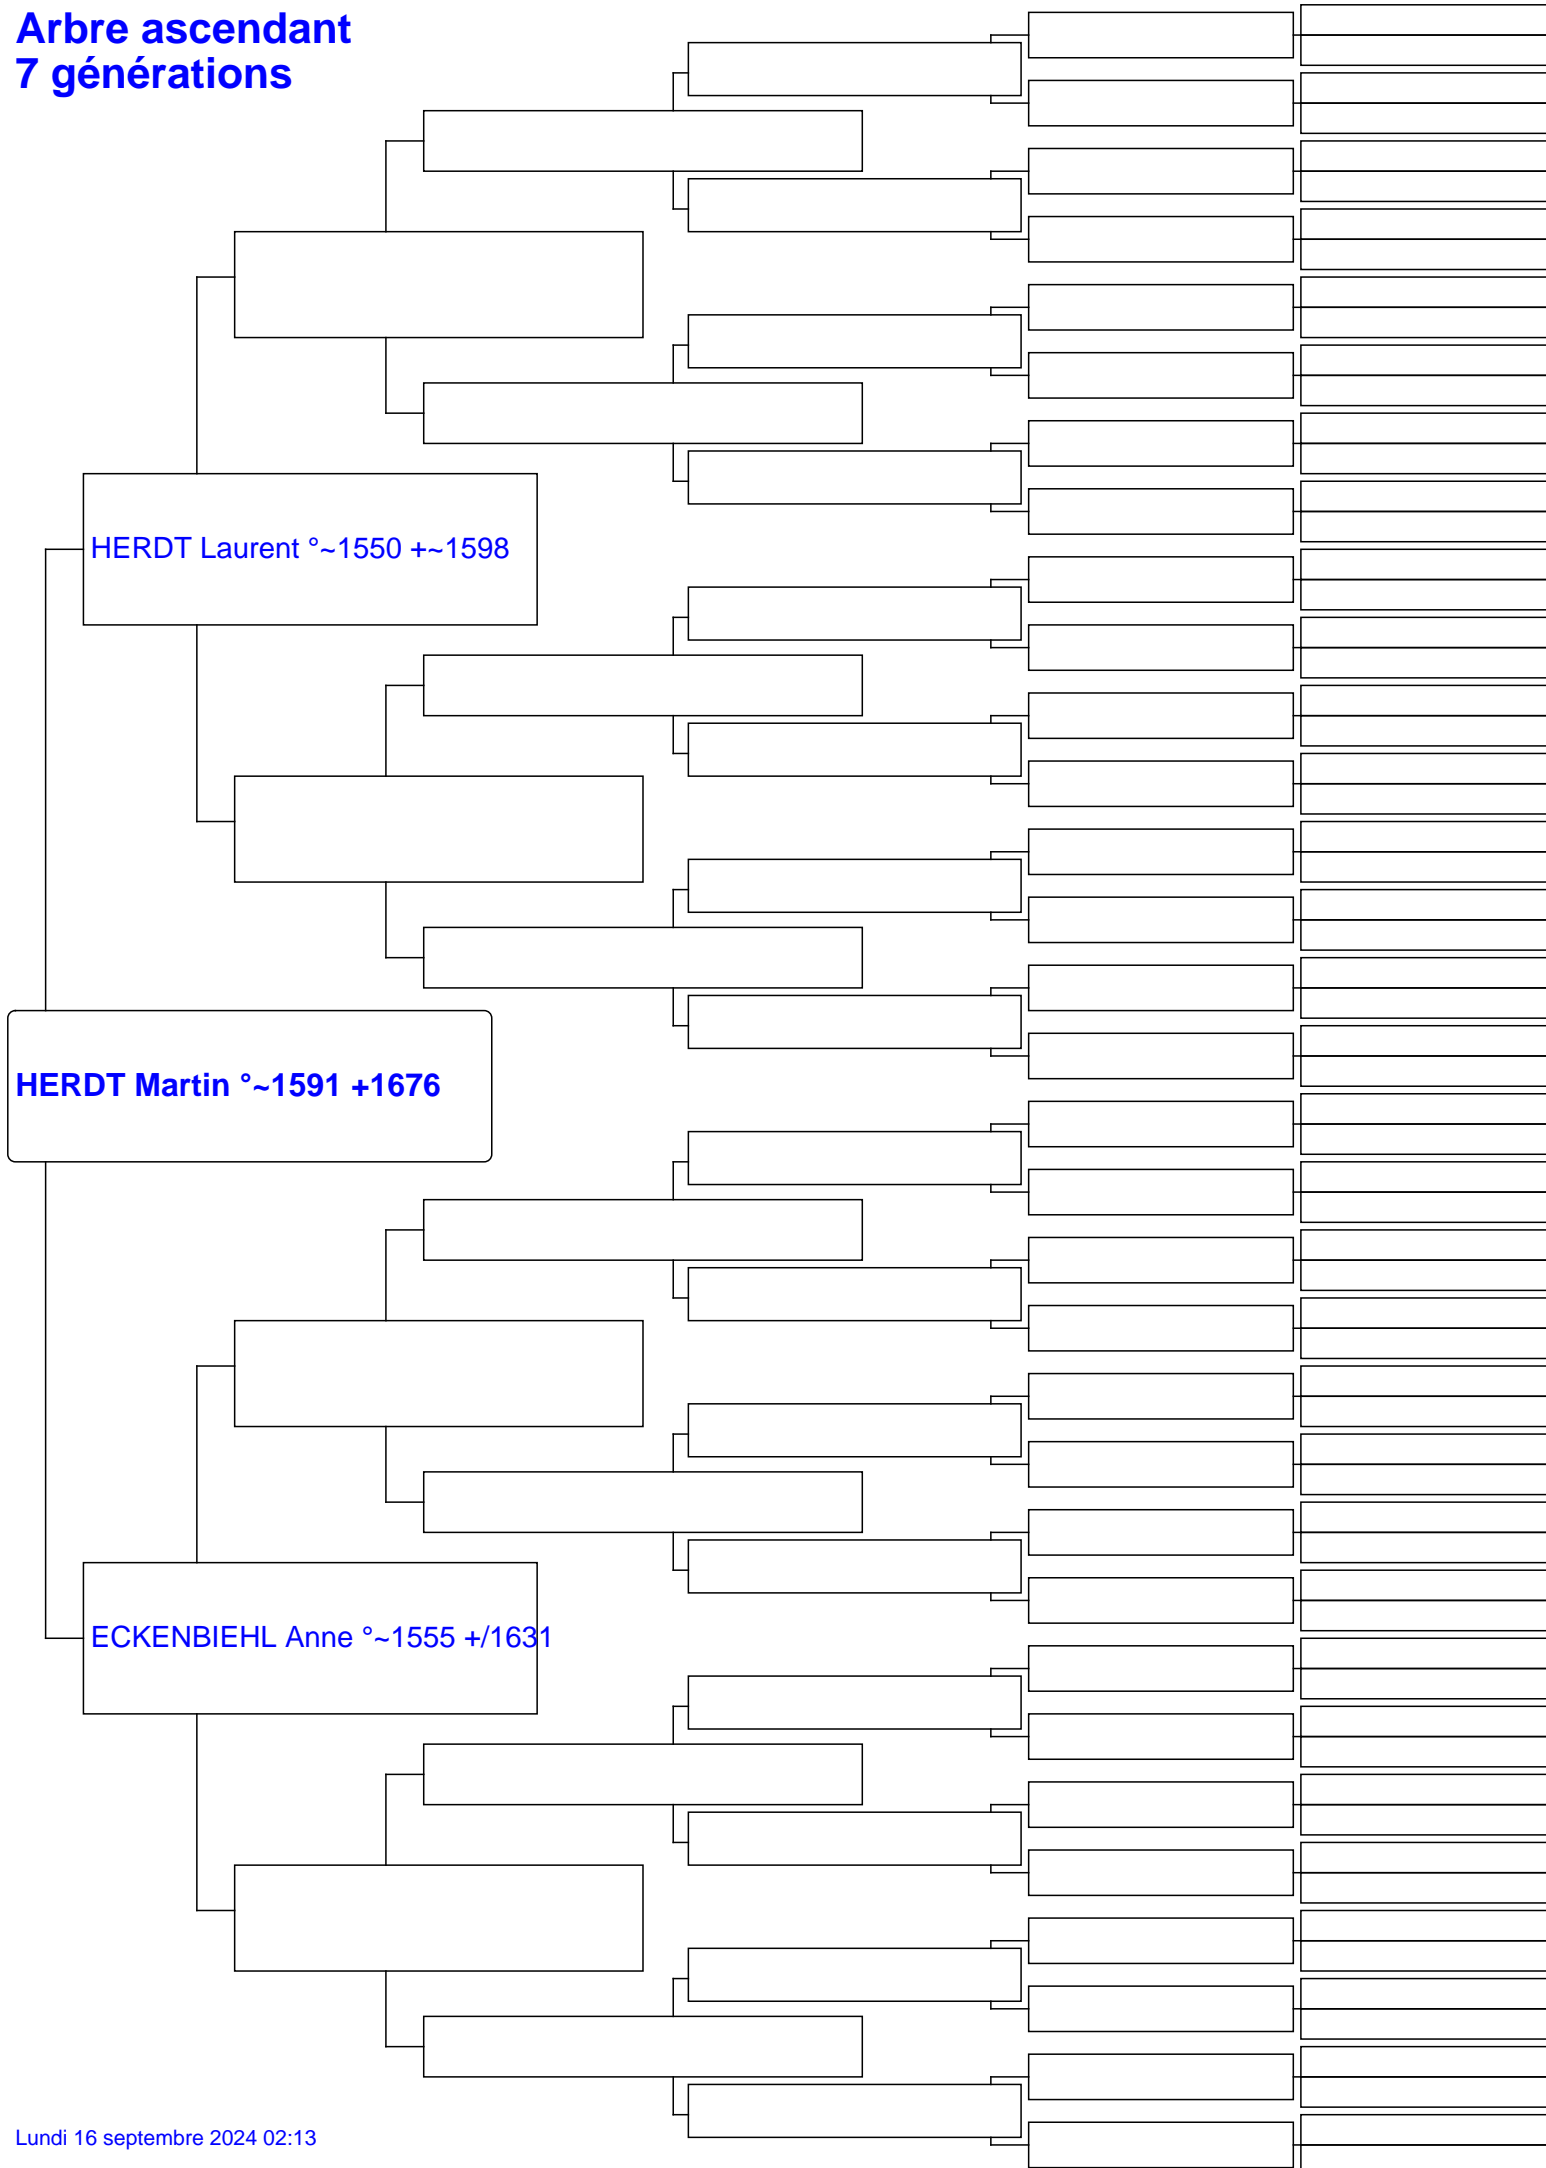 Arbre ascendant
7 générations
HERDT Laurent °~1550 +~1598
HERDT Martin °~1591 +1676
ECKENBIEHL Anne °~1555 +/1631
Lundi 16 septembre 2024 02:13